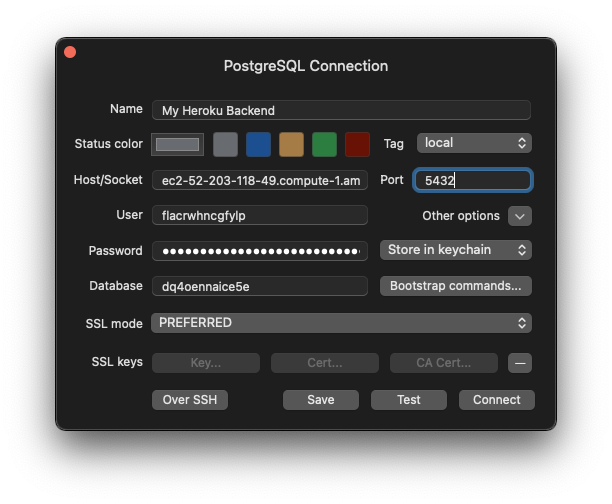 PostgreSQL Connection
Name My Heroku Backend
Status color Tag local
Host/Socket ec2-52-203-118-49.compute-1.am Port 5432
User flacrwhncgfylp Other options
Password ●●●●●●●●●●●●●●●●●●●●●●●●●● Store in keychain
Database dq4oennaice5e Bootstrap commands...
SSL mode PREFERRED
SSL keys Key... Cert... CA Cert... —
Over SSH Save Test Connect